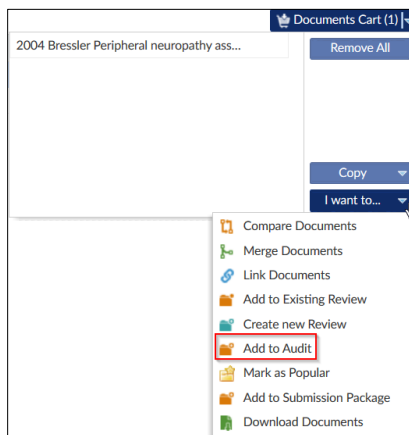 Documents Cart (1)
2004 Bressler Peripheral neuropathy ass...
Remove All
Copy
I want to...
Compare Documents
Merge Documents
Link Documents
Add to Existing Review
Create new Review
Add to Audit
Mark as Popular
Add to Submission Package
Download Documents